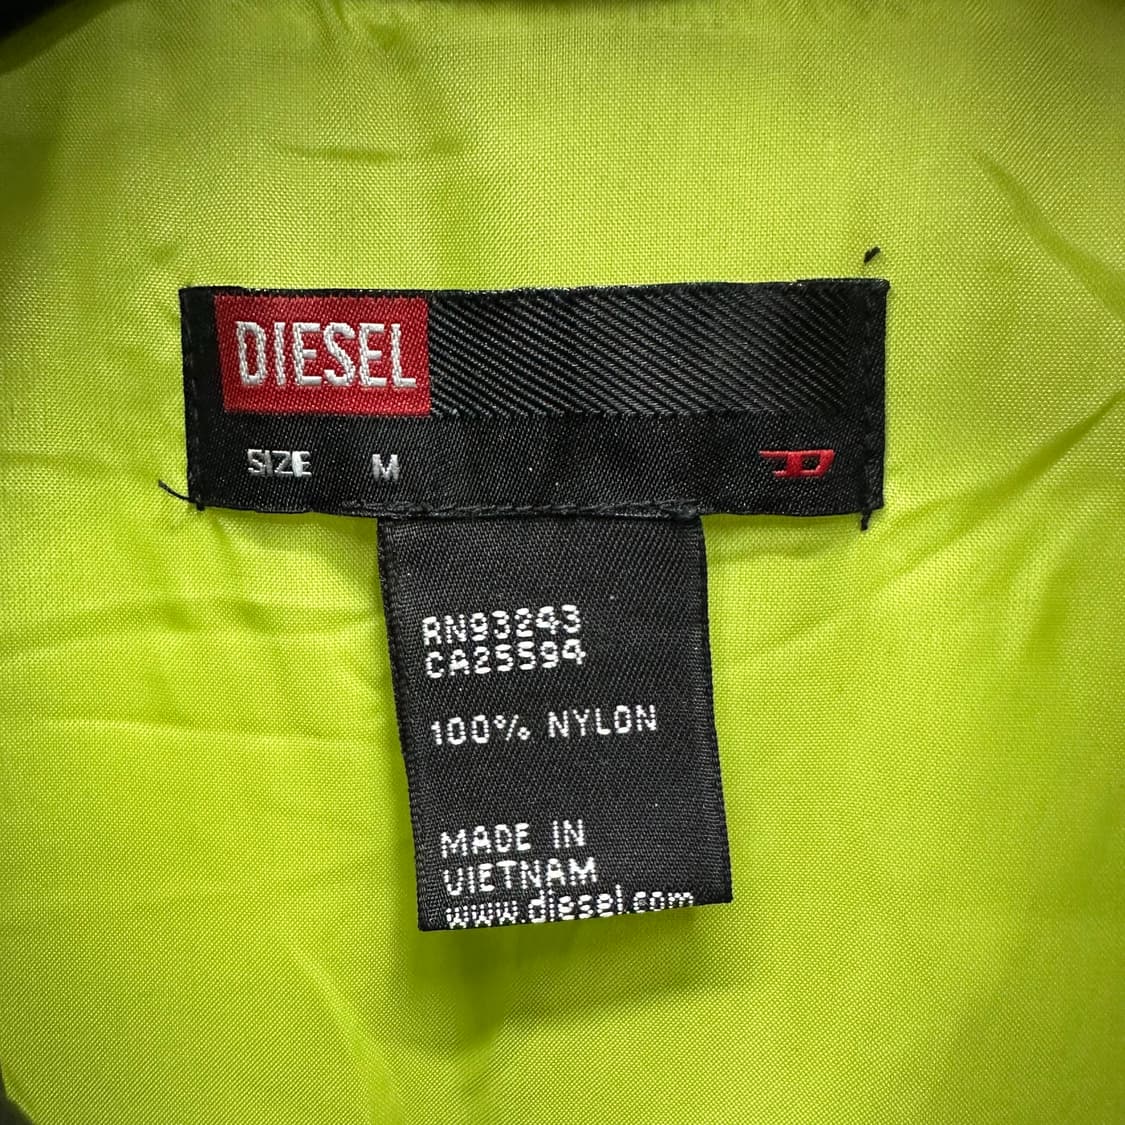 DIESEL
SIZE M
D
RN93243
CA25594
100% NYLON
MADE IN
VIETNAM
www.diesel.com